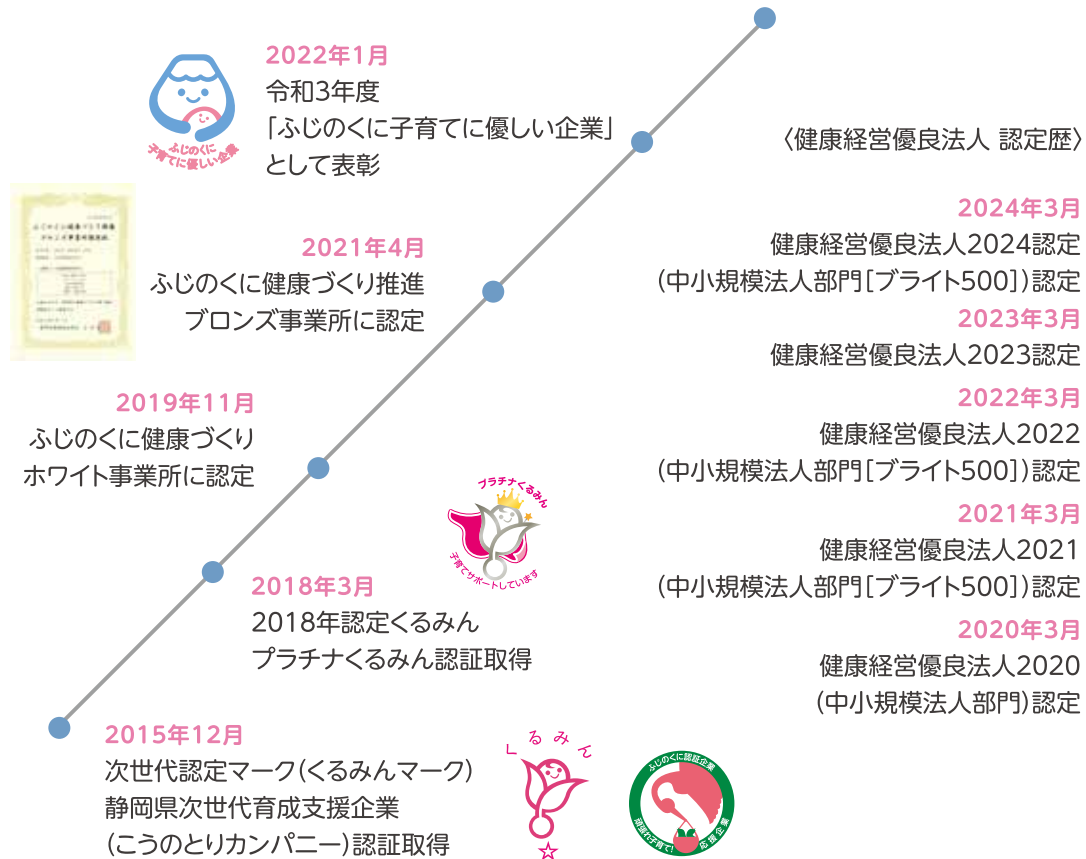 2022年1月
令和3年度
「ふじのくに子育てに優しい企業」
として表彰
ふじのくに
子育てに優しい企業
2021年4月
ふじのくに健康づくり推進
ブロンズ事業所に認定
2019年11月
ふじのくに健康づくり
ホワイト事業所に認定
プラチナくるみん
子育てサポートしています
2018年3月
2018年認定くるみん
プラチナくるみん認証取得
2015年12月
次世代認定マーク(くるみんマーク)
静岡県次世代育成支援企業
(こうのとりカンパニー)認証取得
くるみん
ふじのくに認証企業
頑張れ子育て!
応援企業
〈健康経営優良法人 認定歴〉
2024年3月
健康経営優良法人2024認定
(中小規模法人部門[ブライト500])認定
2023年3月
健康経営優良法人2023認定
2022年3月
健康経営優良法人2022
(中小規模法人部門[ブライト500])認定
2021年3月
健康経営優良法人2021
(中小規模法人部門[ブライト500])認定
2020年3月
健康経営優良法人2020
(中小規模法人部門)認定